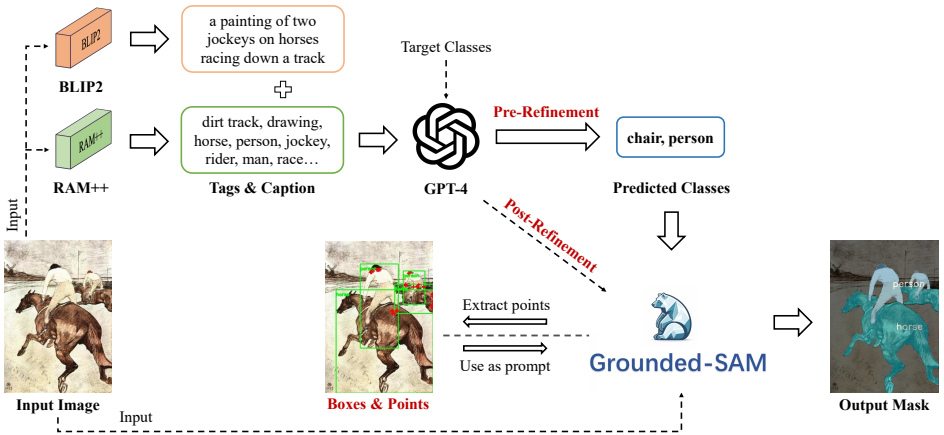 BLIP2
a painting of two
jockeys on horses
racing down a track
BLIP2
Target Classes
RAM++
dirt track, drawing,
horse, person, jockey,
rider, man, race…
Pre-Refinement
chair, person
RAM++
Tags & Caption
GPT-4
Predicted Classes
Input
Post-Refinement
Extract points
Use as prompt
Grounded-SAM
person
horse
Input Image
Boxes & Points
Output Mask
Input